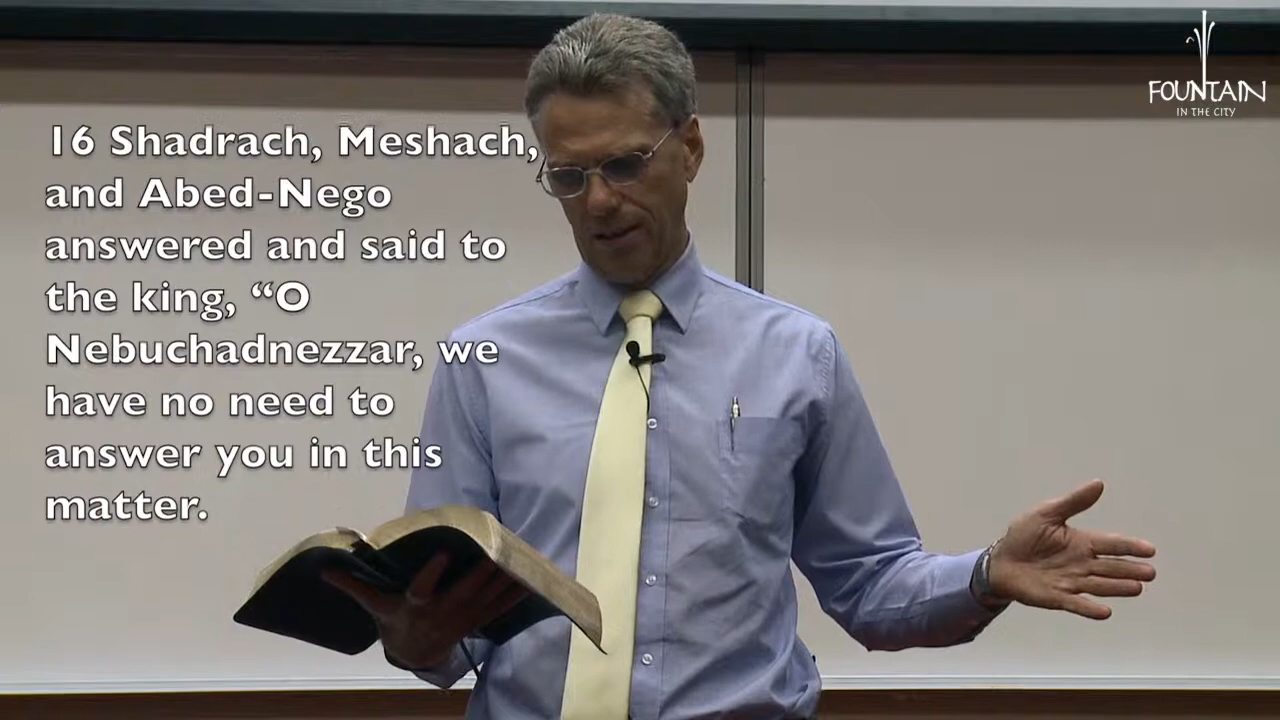 16 Shadrach, Meshach,
and Abed-Nego
answered and said to
the king, “O
Nebuchadnezzar, we
have no need to
answer you in this
matter.
FOUNTAIN
IN THE CITY